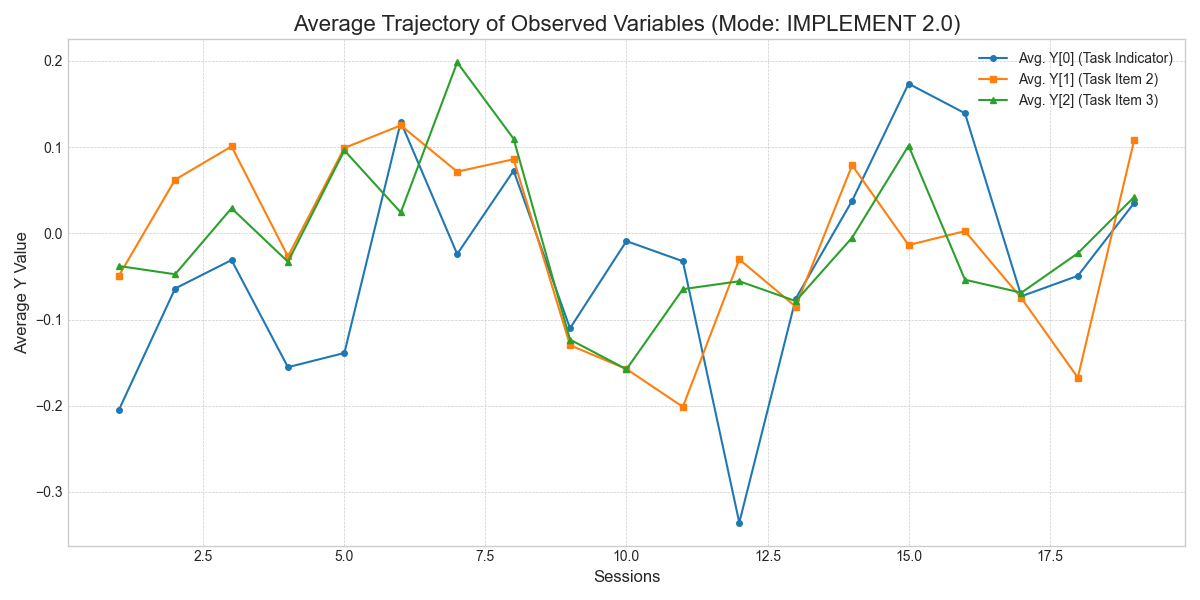 Average Trajectory of Observed Variables (Mode: IMPLEMENT 2.0)
Avg. Y[0] (Task Indicator)
Avg. Y[1] (Task Item 2)
Avg. Y[2] (Task Item 3)
Average Y Value
0.2
0.1
0.0
−0.1
−0.2
−0.3
2.5 5.0 7.5 10.0 12.5 15.0 17.5
Sessions